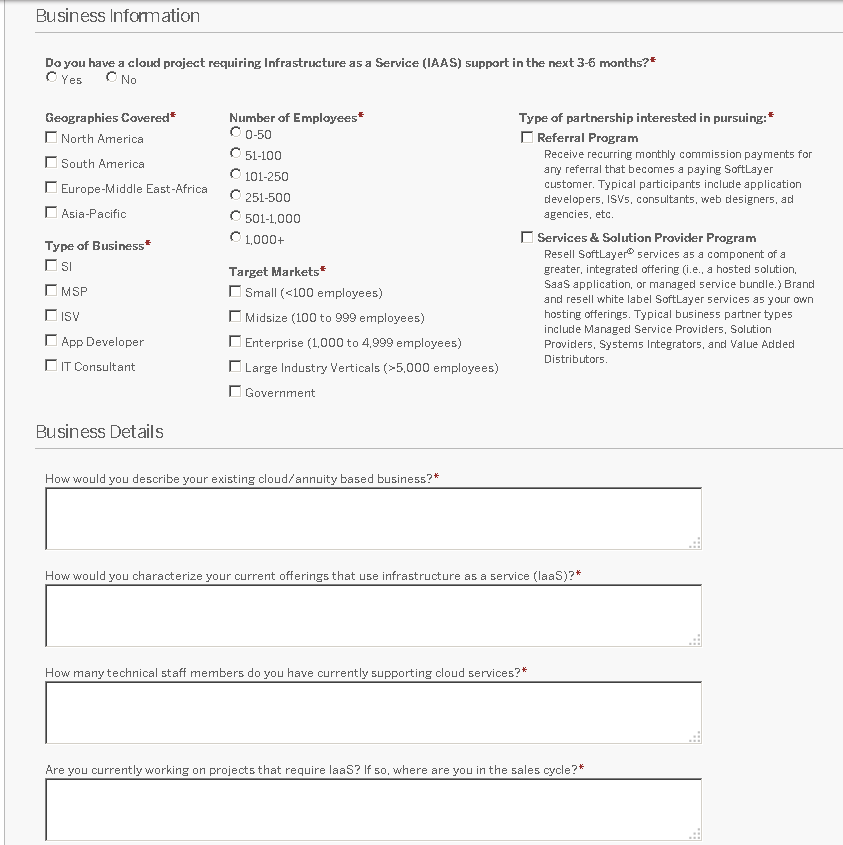 Business Information
Do you have a cloud project requiring Infrastructure as a Service (IAAS) support in the next 3-6 months?*
Yes No
Geographies Covered*
North America
South America
Europe-Middle East-Africa
Asia-Pacific
Type of Business*
SI
MSP
ISV
App Developer
IT Consultant
Number of Employees*
0-50
51-100
101-250
251-500
501-1,000
1,000+
Target Markets*
Small (<100 employees)
Midsize (100 to 999 employees)
Enterprise (1,000 to 4,999 employees)
Large Industry Verticals (>5,000 employees)
Government
Type of partnership interested in pursuing:*
Referral Program
Receive recurring monthly commission payments for
any referral that becomes a paying SoftLayer
customer. Typical participants include application
developers, ISVs, consultants, web designers, ad
agencies, etc.
Services & Solution Provider Program
Resell SoftLayer© services as a component of a
greater, integrated offering (i.e., a hosted solution,
SaaS application, or managed service bundle.) Brand
and resell white label SoftLayer services as your own
hosting offerings. Typical business partner types
include Managed Service Providers, Solution
Providers, Systems Integrators, and Value Added
Distributors.
Business Details
How would you describe your existing cloud/annuity based business?*
How would you characterize your current offerings that use infrastructure as a service (IaaS)?*
How many technical staff members do you have currently supporting cloud services?*
Are you currently working on projects that require IaaS? If so, where are you in the sales cycle?*